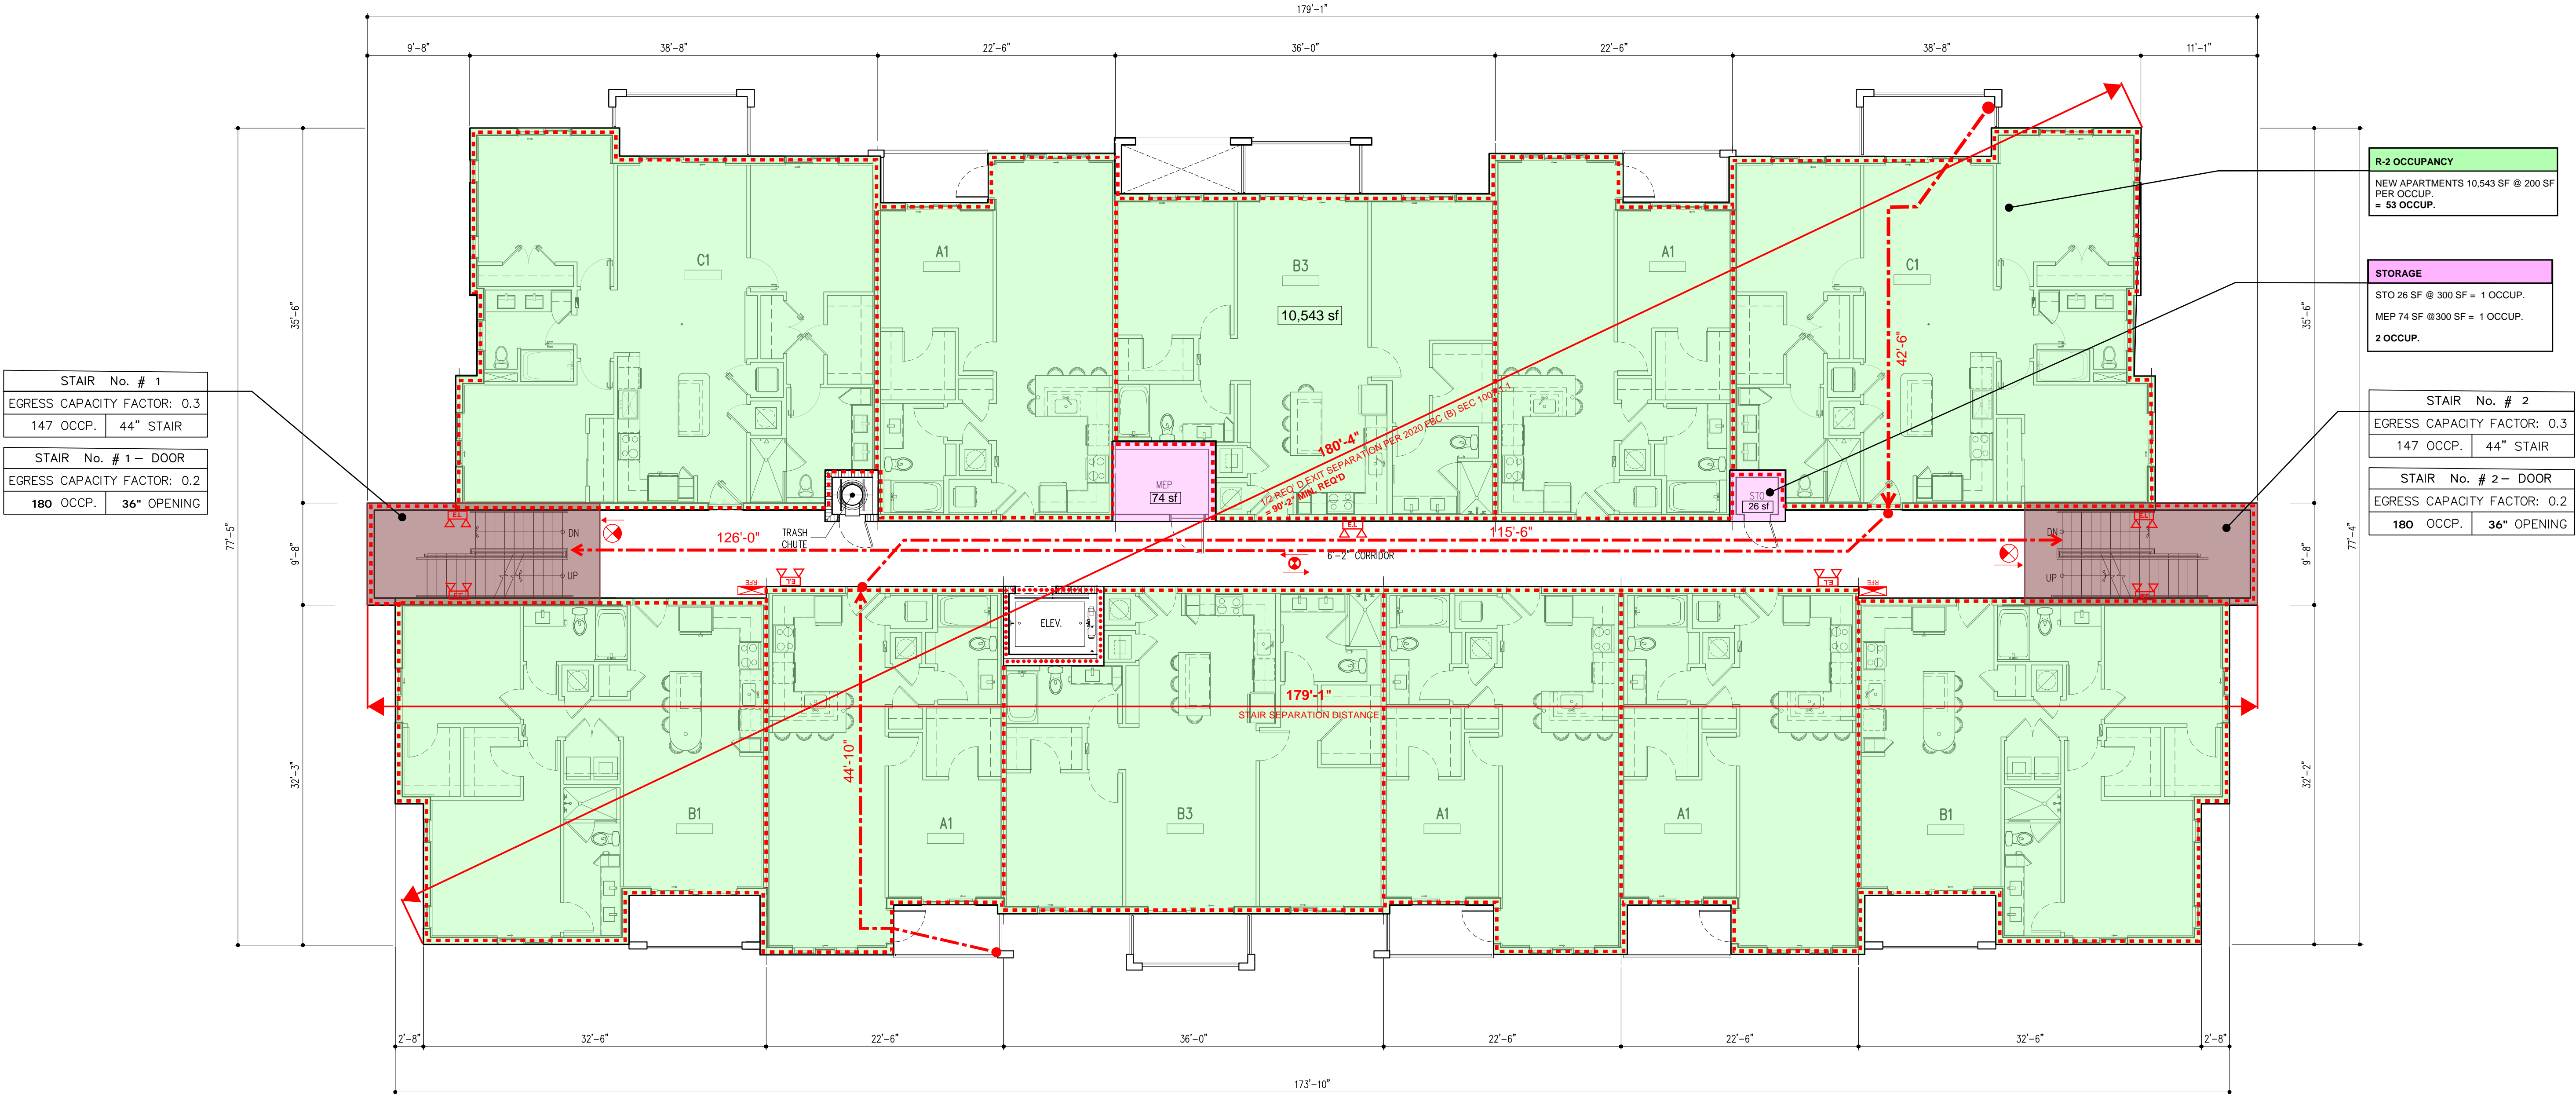 179'-1"
9'-8"
38'-8"
22'-6"
36'-0"
22'-6"
38'-8"
11'-1"
R-2 OCCUPANCY
NEW APARTMENTS 10,543 SF @ 200 SF
PER OCCUP.
= 53 OCCUP.
STORAGE
STO 26 SF @ 300 SF = 1 OCCUP.
MEP 74 SF @300 SF = 1 OCCUP.
2 OCCUP.
C1
A1
B3
10,543 sf
A1
C1
35'-6"
35'-6"
42'-6"
STAIR No. # 1
EGRESS CAPACITY FACTOR: 0.3
147 OCCP. 44" STAIR
STAIR No. # 1 - DOOR
EGRESS CAPACITY FACTOR: 0.2
180 OCCP. 36" OPENING
STAIR No. # 2
EGRESS CAPACITY FACTOR: 0.3
147 OCCP. 44" STAIR
STAIR No. # 2 - DOOR
EGRESS CAPACITY FACTOR: 0.2
180 OCCP. 36" OPENING
180'-4"
1/2 REQ' D EXIT SEPARATION PER 2020 FBC (B) SEC 1007.1.1
= 90'-2" MIN. REQ'D
MEP
74 sf
STO
26 sf
77'-5"
9'-8"
DN
UP
126'-0"
TRASH
CHUTE
115'-6"
6'-2" CORRIDOR
DN
UP
9'-8"
77'-4"
E.L
E.L
E.L
E.L
E.L
E.L
E.L
RFE
RFE
ELEV.
179'-1"
STAIR SEPARATION DISTANCE
44'-10"
32'-3"
32'-2"
B1
A1
B3
A1
A1
B1
2'-8"
32'-6"
22'-6"
36'-0"
22'-6"
22'-6"
32'-6"
2'-8"
173'-10"